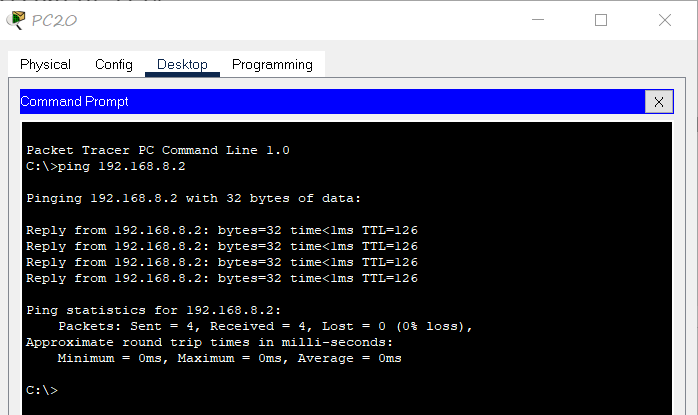 PC20
Physical Config Desktop Programming
Command Prompt
X
Packet Tracer PC Command Line 1.0
C:\>ping 192.168.8.2
Pinging 192.168.8.2 with 32 bytes of data:
Reply from 192.168.8.2: bytes=32 time<1ms TTL=126
Reply from 192.168.8.2: bytes=32 time<1ms TTL=126
Reply from 192.168.8.2: bytes=32 time<1ms TTL=126
Reply from 192.168.8.2: bytes=32 time<1ms TTL=126
Ping statistics for 192.168.8.2:
    Packets: Sent = 4, Received = 4, Lost = 0 (0% loss),
Approximate round trip times in milli-seconds:
    Minimum = 0ms, Maximum = 0ms, Average = 0ms
C:\>